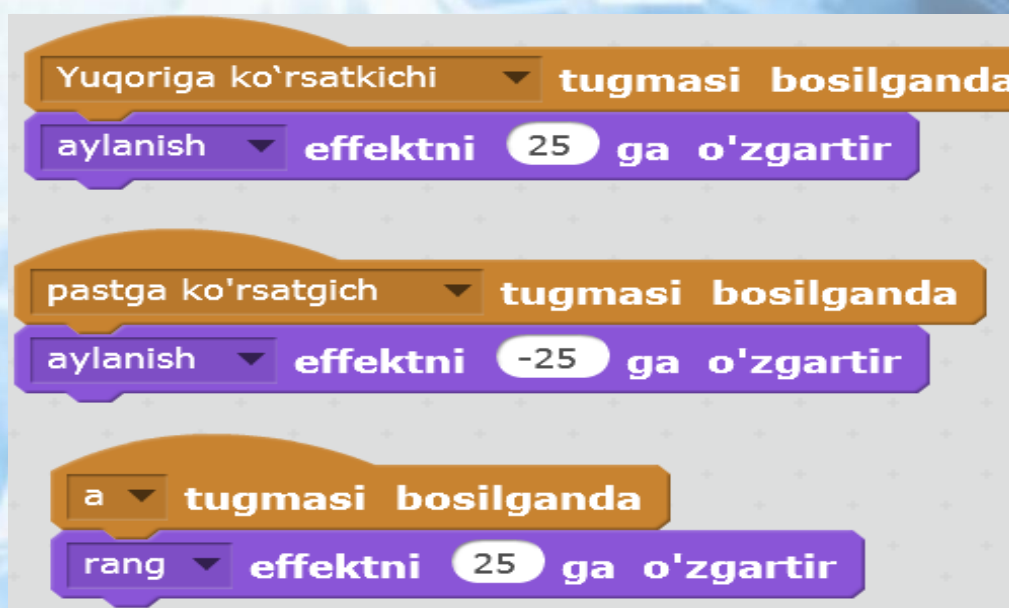 Yuqoriga ko`rsatkichi tugmasi bosilganda
aylanish effektni 25 ga o'zgartir
pastga ko'rsatgich tugmasi bosilganda
aylanish effektni -25 ga o'zgartir
a tugmasi bosilganda
rang effektni 25 ga o'zgartir